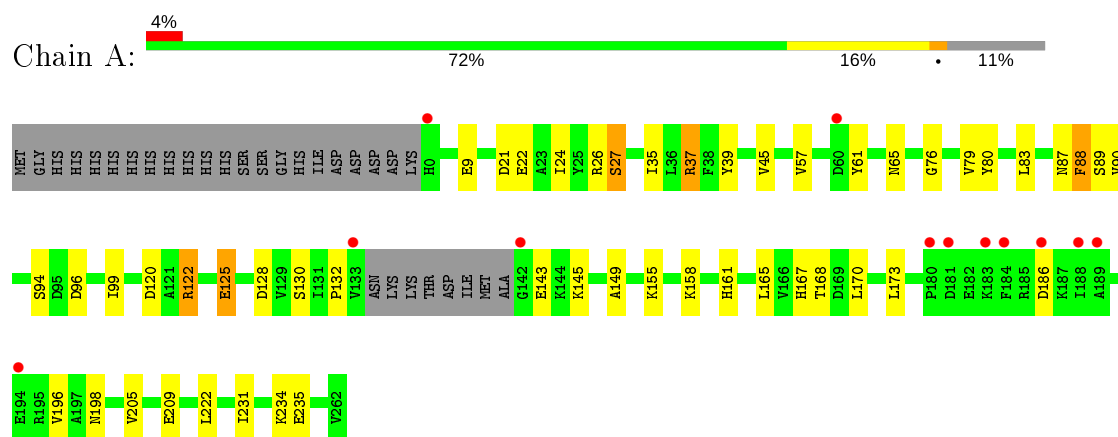 4%
Chain A:
72% 16% • 11%
MET GLY HIS HIS HIS HIS HIS HIS HIS HIS HIS HIS SER SER GLY HIS ILE ASP ASP ASP ASP LYS H0 E9 D21 E22 A23 I24 Y25 R26 S27 I35 L36 R37 F38 Y39 V45 V57 D60 Y61 N65 G76 V79 Y80 L83 N87 F88 S89
S94 D95 D96 I99 D120 A121 R122 E125 D128 V129 S130 I131 P132 V133 ASN LYS LYS THR ASP ILE MET ALA G142 E143 K144 K145 A149 K155 K158 H161 L165 V166 H167 T168 D169 L170 L173 P180 D181 E182 K183 F184 R185 D186 K187 I188 A189
E194 R195 V196 A197 N198 V205 E209 L222 I231 K234 E235 V262